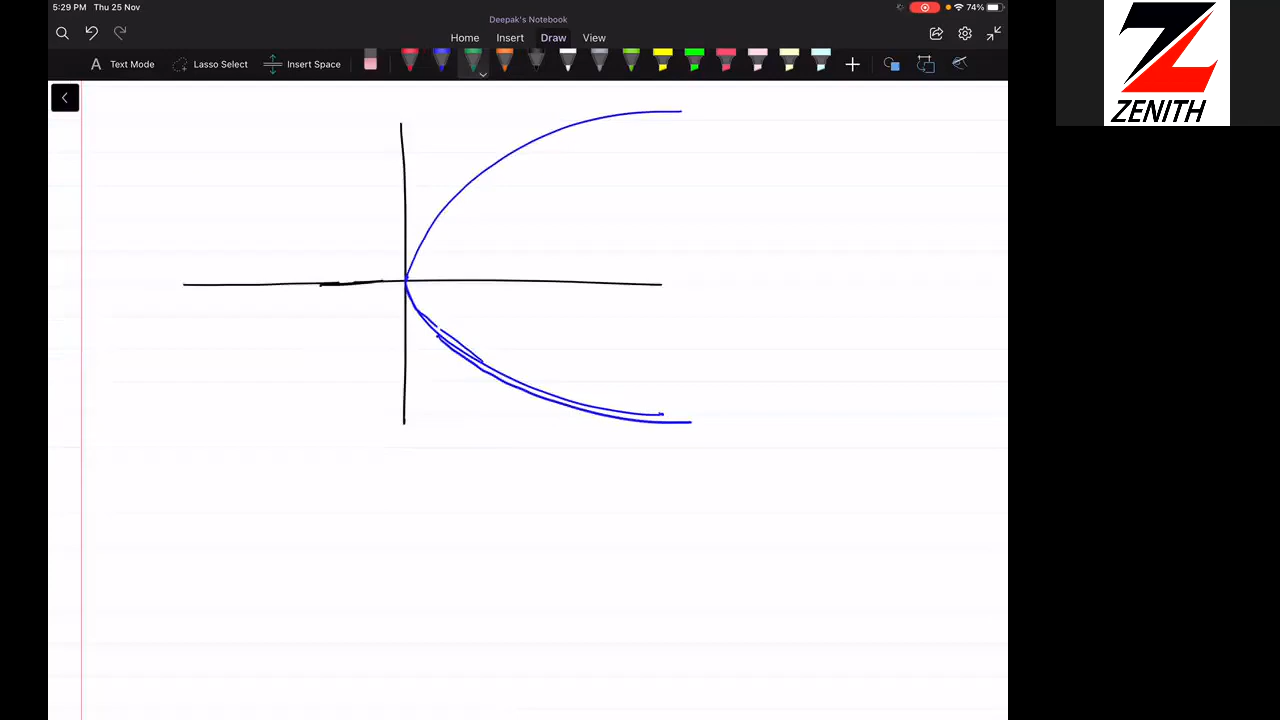 5:29 PM Thu 25 Nov
74%
Deepak's Notebook
Home Insert Draw View
Text Mode Lasso Select Insert Space
ZENITH